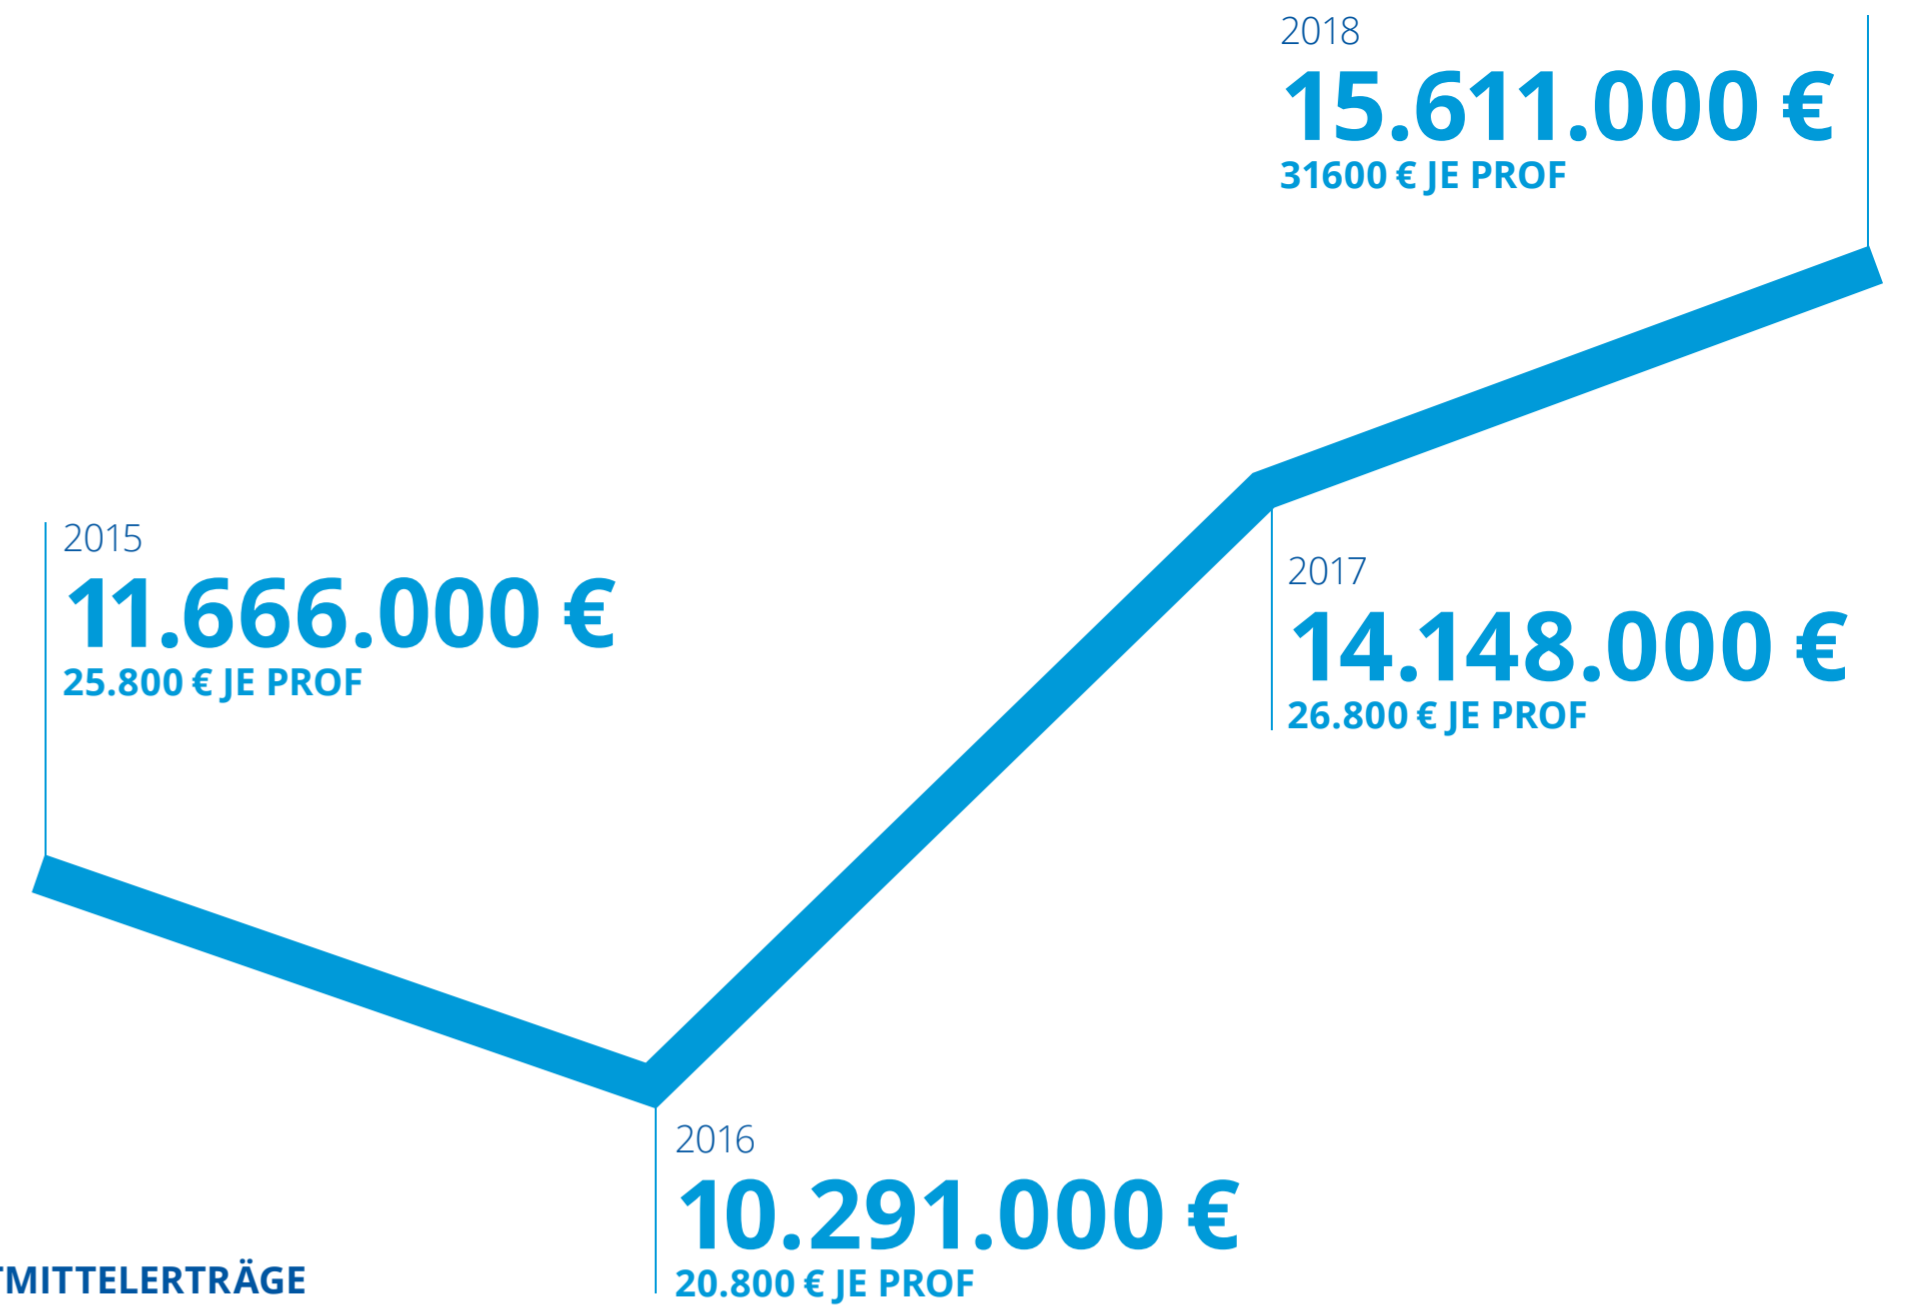 2018
15.611.000 €
31600 € JE PROF
2015
11.666.000 €
25.800 € JE PROF
2017
14.148.000 €
26.800 € JE PROF
2016
10.291.000 €
20.800 € JE PROF
TMITTELERTRÄGE